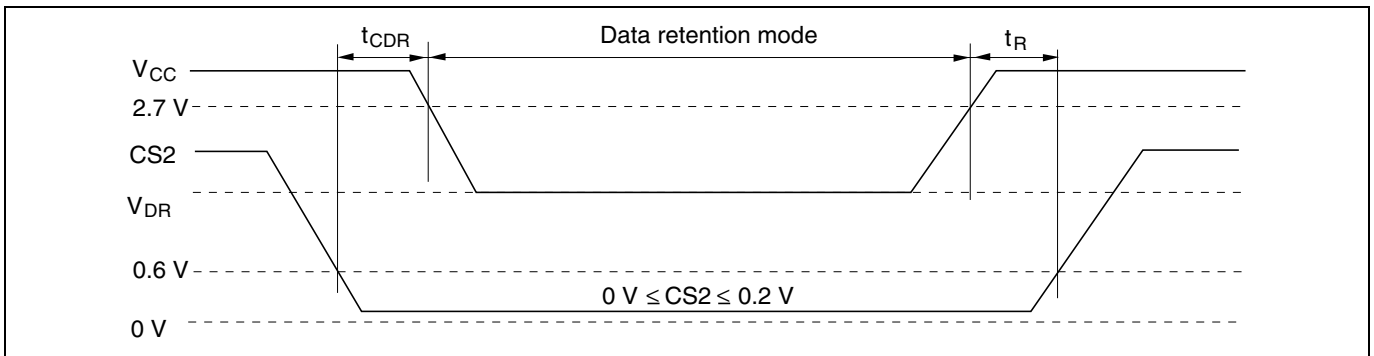 tCDR Data retention mode tR
VCC
2.7 V
CS2
VDR
0.6 V
0 V ≤ CS2 ≤ 0.2 V
0 V